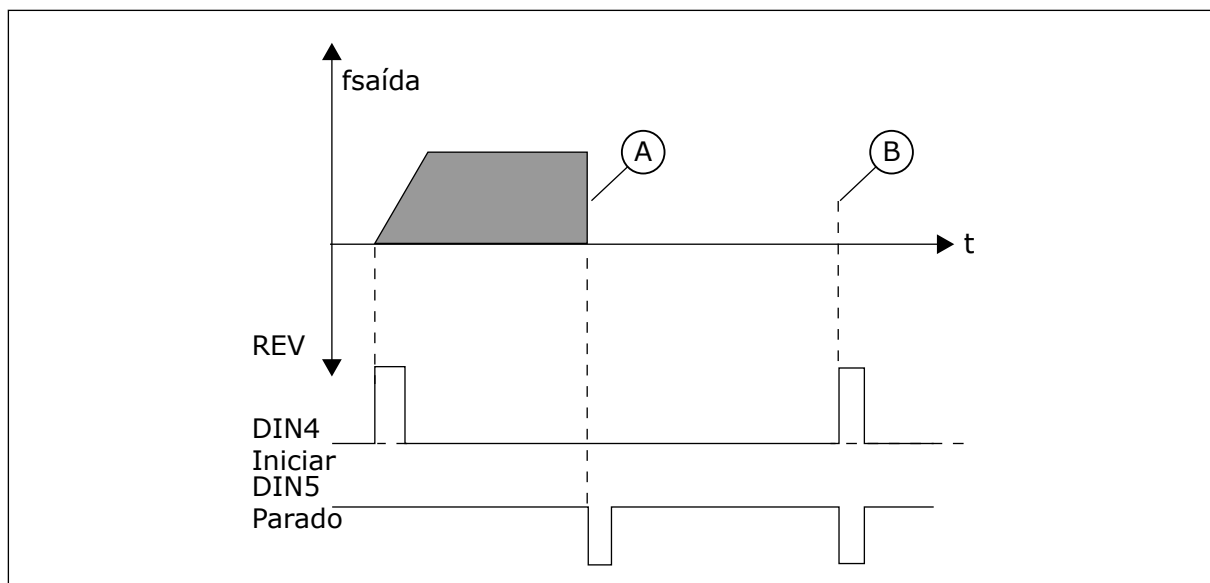 fsaída
A
B
t
REV
DIN4
Iniciar
DIN5
Parado